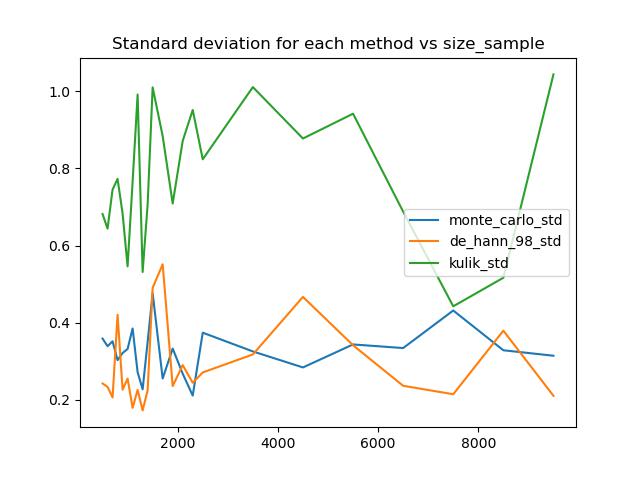 Standard deviation for each method vs size_sample
1.0
0.8
0.6
0.4
0.2
monte_carlo_std
de_hann_98_std
kulik_std
2000 4000 6000 8000